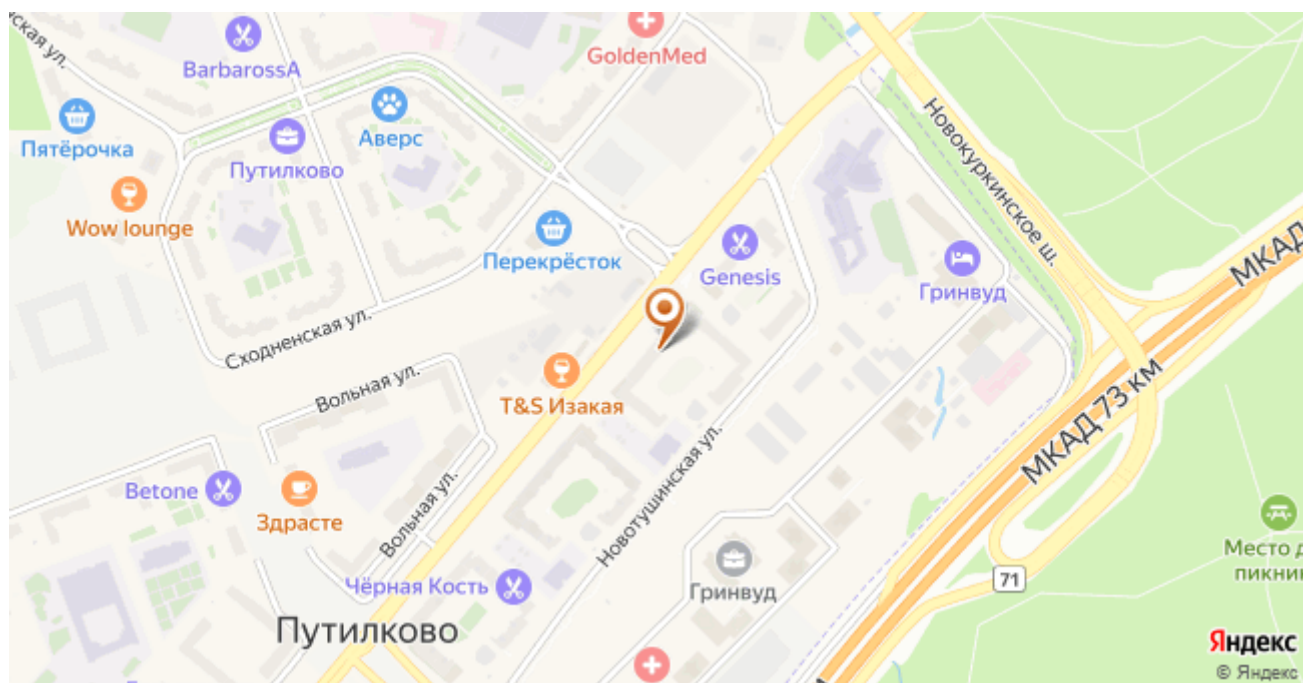 ская ул.
BarbarossA
GoldenMed
Пятёрочка
Аверс
Путилково
Wow lounge
Новокуркинское ш.
Перекрёсток
Genesis
Гринвуд
МКАД
Сходненская ул.
Вольная ул.
T&S Изакая
МКАД 73 км
Betone
Здрасте
Вольная ул.
Новотушинская ул.
Место д
пикни
71
Чёрная Кость
Гринвуд
Путилково
Яндекс
© Яндекс